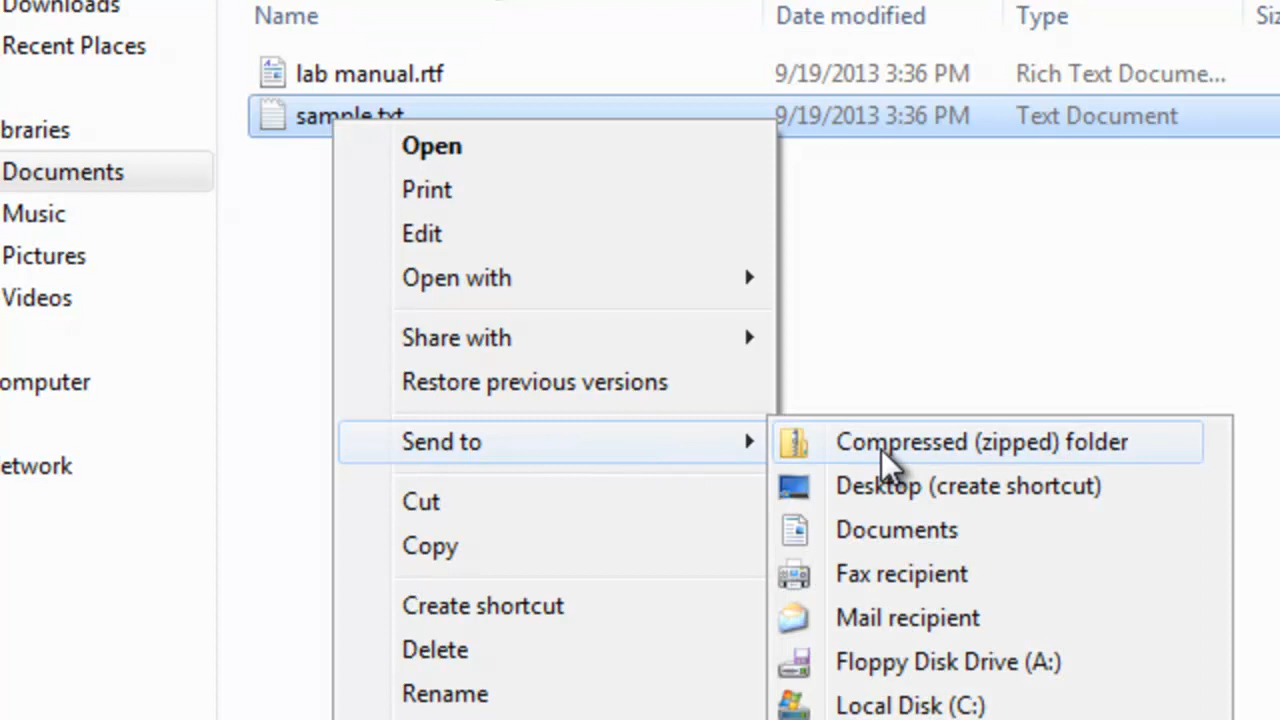 Downloads
Recent Places
braries
Documents
Music
Pictures
Videos
omputer
etwork
Name Date modified Type Siz
lab manual.rtf 9/19/2013 3:36 PM Rich Text Docume...
sample.txt 9/19/2013 3:36 PM Text Document
Open
Print
Edit
Open with
Share with
Restore previous versions
Send to
Cut
Copy
Create shortcut
Delete
Rename
Compressed (zipped) folder
Desktop (create shortcut)
Documents
Fax recipient
Mail recipient
Floppy Disk Drive (A:)
Local Disk (C:)